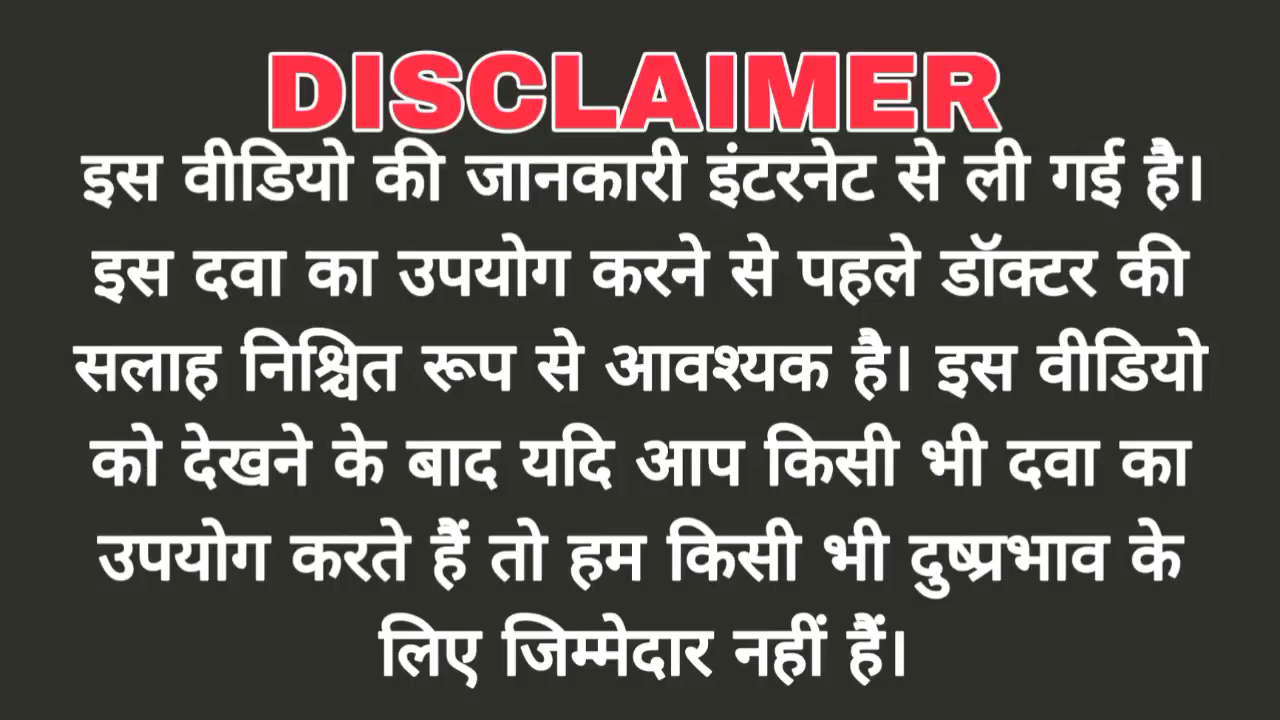 DISCLAIMER
इस वीडियो की जानकारी इंटरनेट से ली गई है।
इस दवा का उपयोग करने से पहले डॉक्टर की
सलाह निश्चित रूप से आवश्यक है। इस वीडियो
को देखने के बाद यदि आप किसी भी दवा का
उपयोग करते हैं तो हम किसी भी दुष्प्रभाव के
लिए जिम्मेदार नहीं हैं।